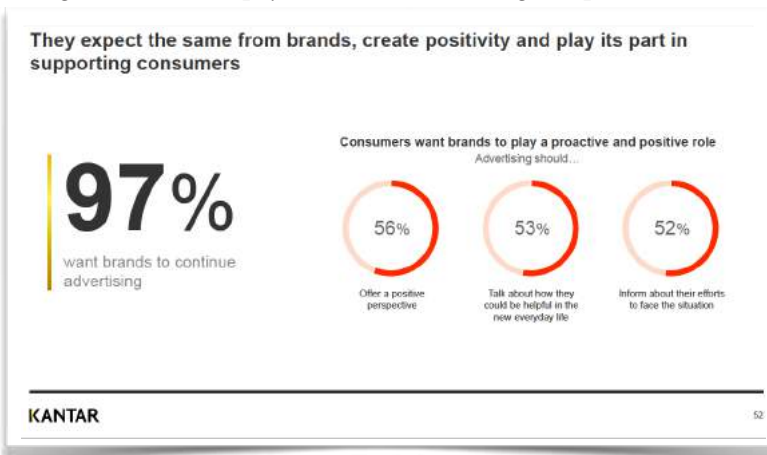 They expect the same from brands, create positivity and play its part in
supporting consumers
97%
want brands to continue
advertising
Consumers want brands to play a proactive and positive role
Advertising should...
56%
Offer a positive
perspective
53%
Talk about how they
could be helpful in the
new everyday life
52%
Inform about their efforts
to face the situation
KANTAR
52